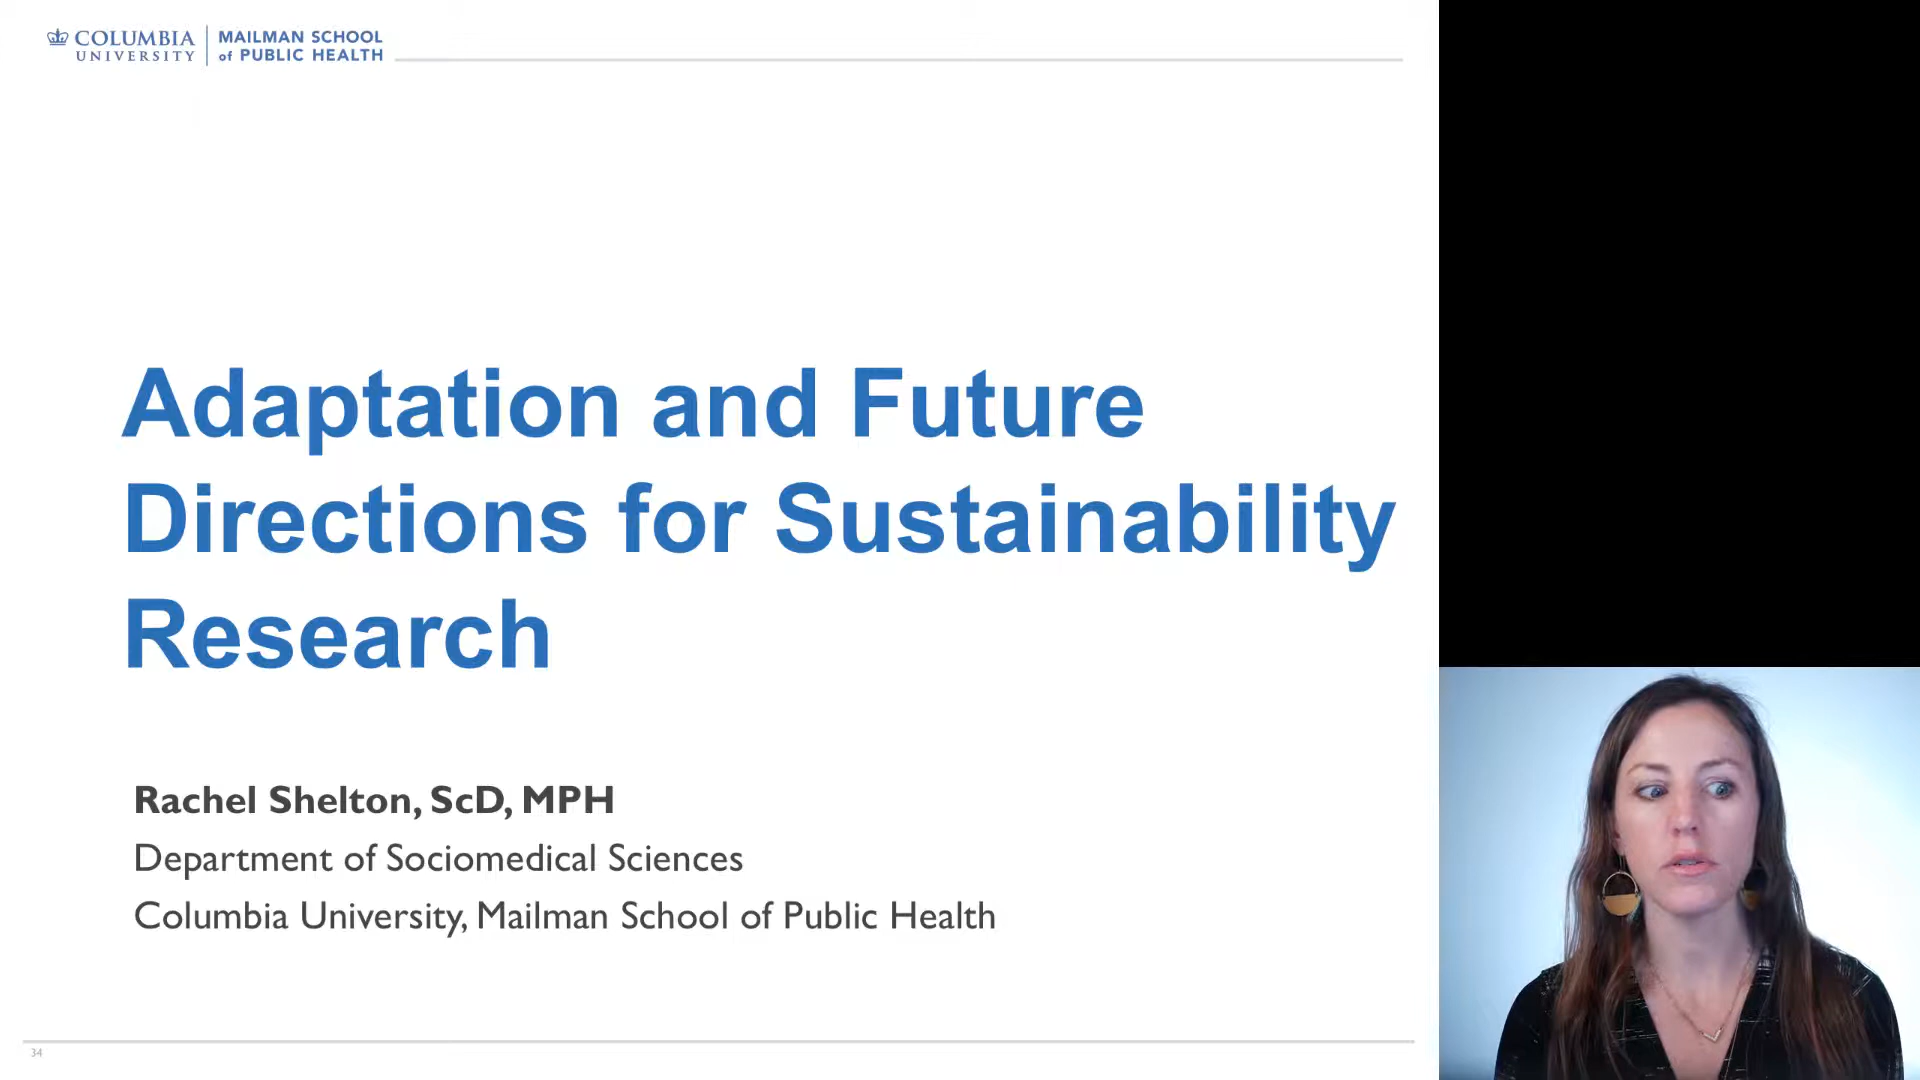 COLUMBIA
UNIVERSITY
MAILMAN SCHOOL
of PUBLIC HEALTH
Adaptation and Future
Directions for Sustainability
Research
Rachel Shelton, ScD, MPH
Department of Sociomedical Sciences
Columbia University, Mailman School of Public Health
34